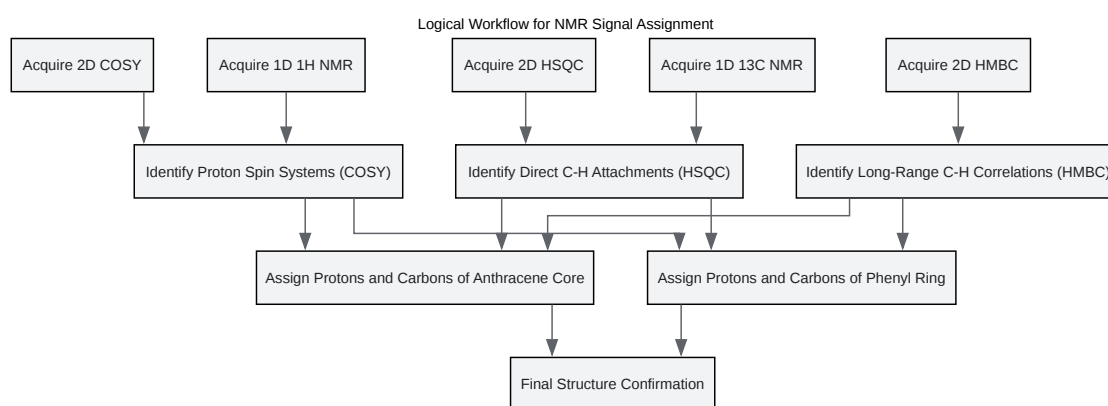 Logical Workflow for NMR Signal Assignment
Acquire 2D COSY
Acquire 1D 1H NMR
Acquire 2D HSQC
Acquire 1D 13C NMR
Acquire 2D HMBC
Identify Proton Spin Systems (COSY)
Identify Direct C-H Attachments (HSQC)
Identify Long-Range C-H Correlations (HMBC)
Assign Protons and Carbons of Anthracene Core
Assign Protons and Carbons of Phenyl Ring
Final Structure Confirmation